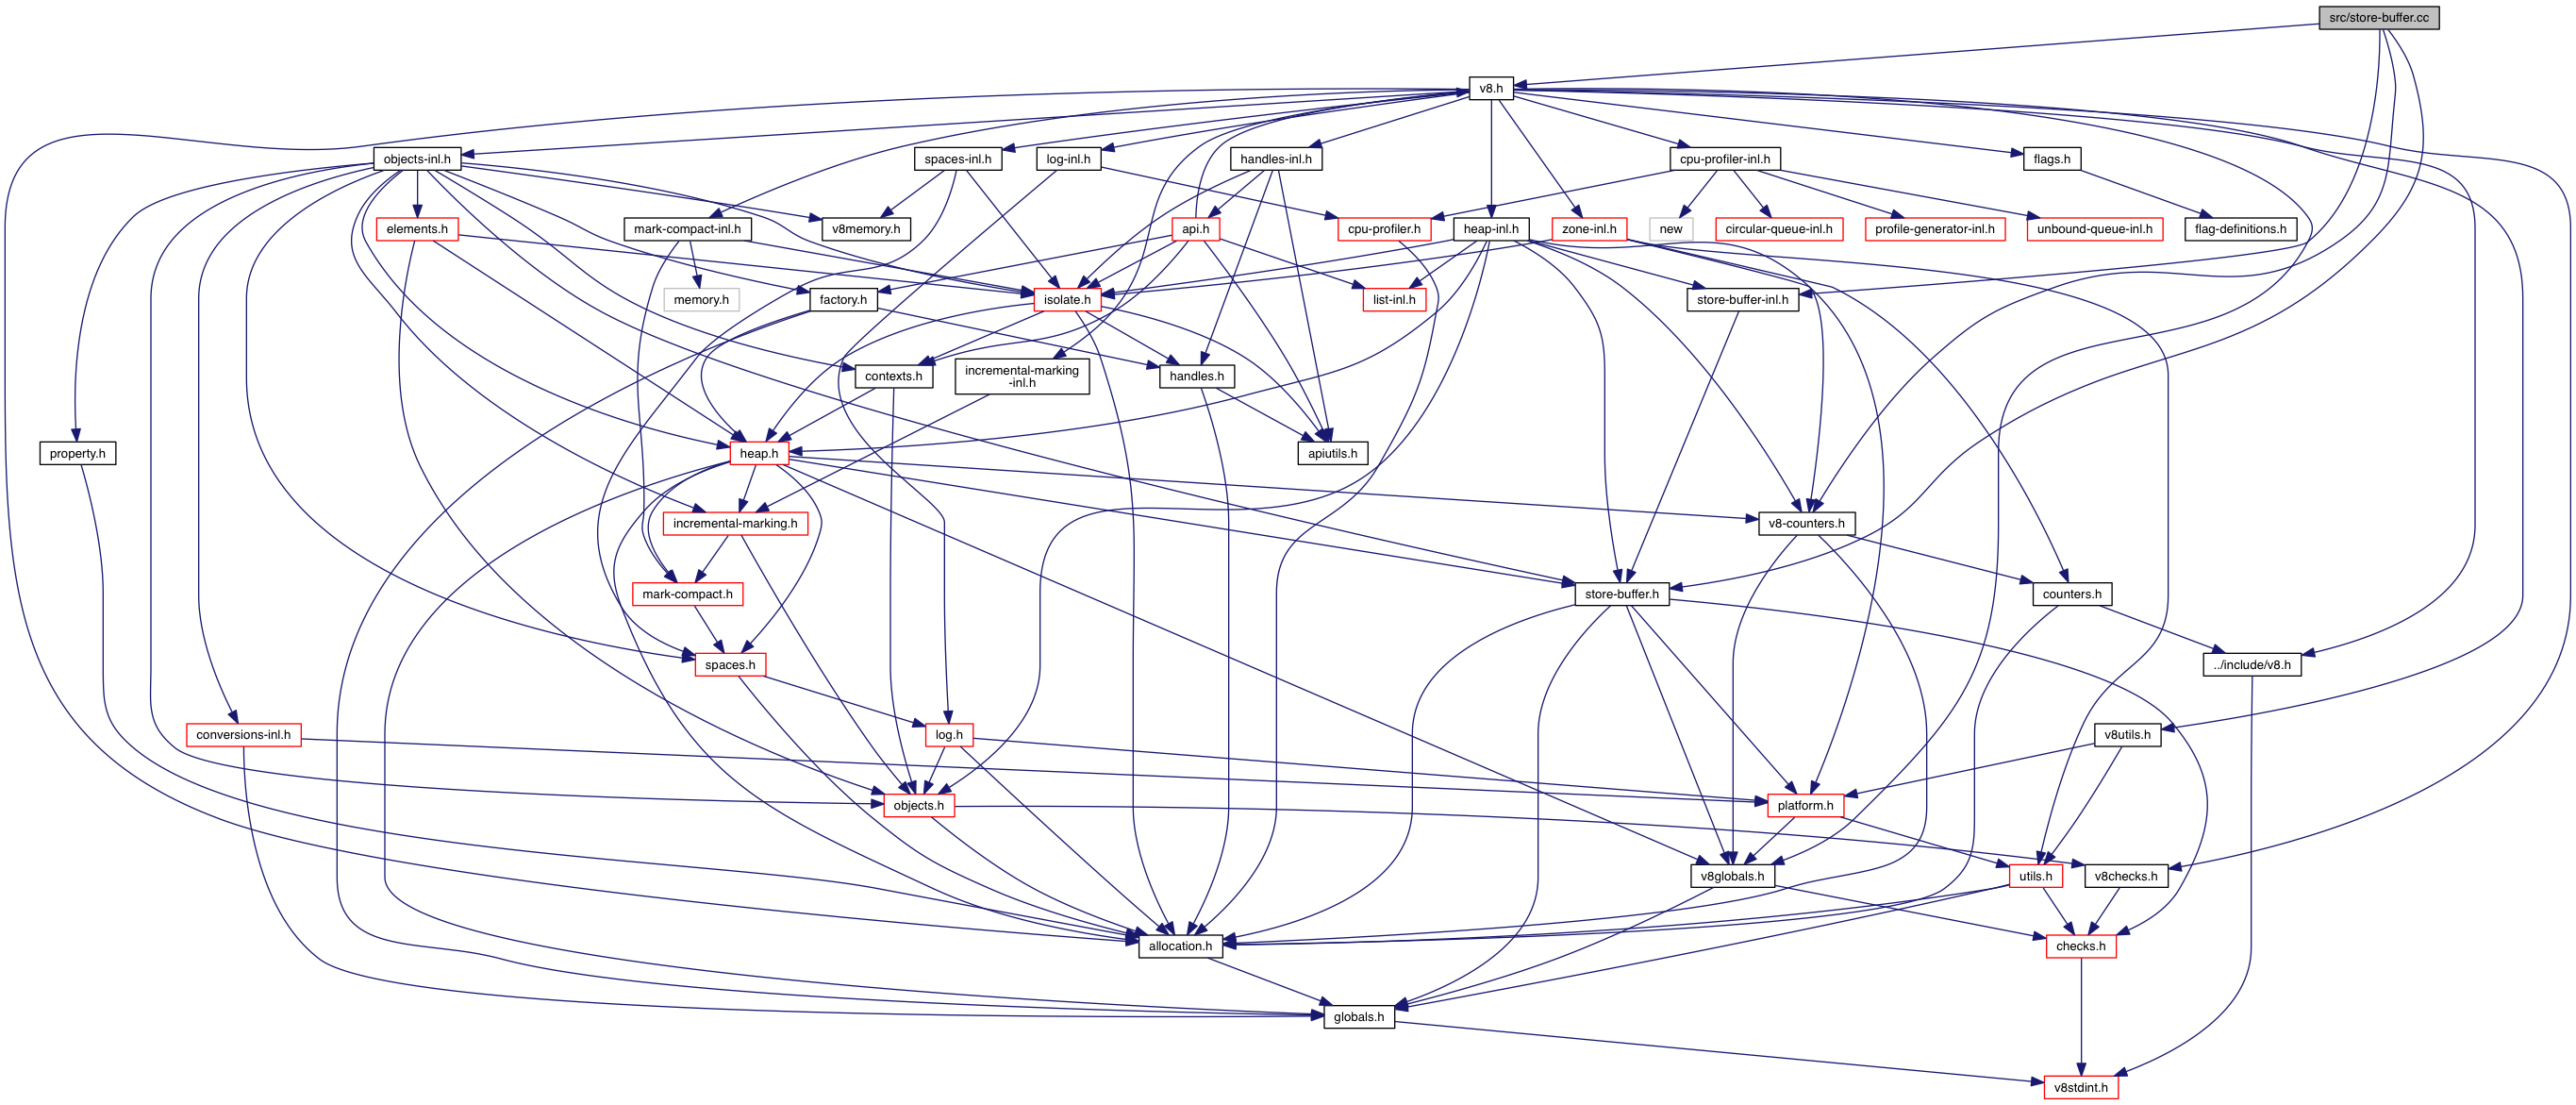 src/store-buffer.cc
v8.h
objects-inl.h
spaces-inl.h
log-inl.h
handles-inl.h
cpu-profiler-inl.h
flags.h
elements.h
mark-compact-inl.h
v8memory.h
api.h
cpu-profiler.h
heap-inl.h
zone-inl.h
new
circular-queue-inl.h
profile-generator-inl.h
unbound-queue-inl.h
flag-definitions.h
memory.h
factory.h
isolate.h
list-inl.h
store-buffer-inl.h
contexts.h
incremental-marking
-inl.h
handles.h
property.h
heap.h
apiutils.h
incremental-marking.h
v8-counters.h
mark-compact.h
store-buffer.h
counters.h
spaces.h
../include/v8.h
conversions-inl.h
log.h
v8utils.h
objects.h
platform.h
v8globals.h
utils.h
v8checks.h
allocation.h
checks.h
globals.h
v8stdint.h